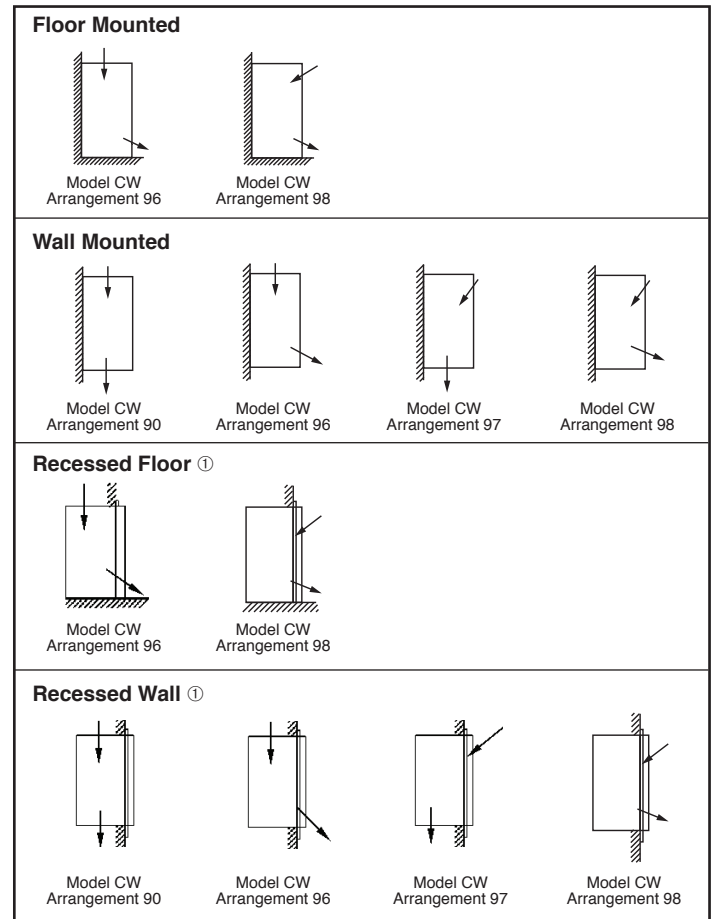 Floor Mounted
Model CW
Arrangement 96
Model CW
Arrangement 98
Wall Mounted
Model CW
Arrangement 90
Model CW
Arrangement 96
Model CW
Arrangement 97
Model CW
Arrangement 98
Recessed Floor ①
Model CW
Arrangement 96
Model CW
Arrangement 98
Recessed Wall ①
Model CW
Arrangement 90
Model CW
Arrangement 96
Model CW
Arrangement 97
Model CW
Arrangement 98